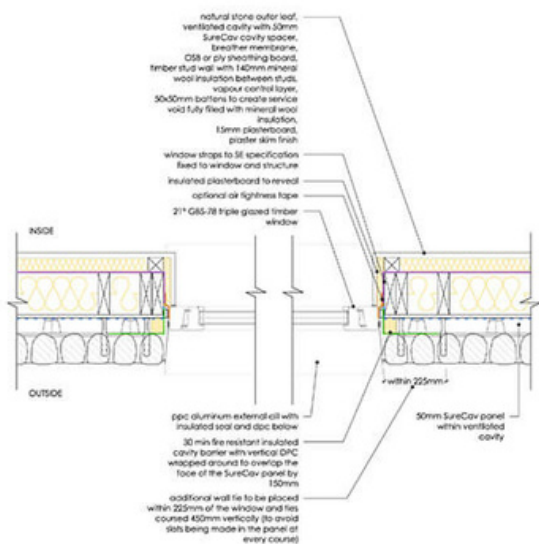 natural stone outer leaf,
ventilated cavity with 50mm
SureCav cavity spacer,
breather membrane,
OSB or ply sheathing board,
timber stud wall with 140mm mineral
wool insulation between studs,
vapour control layer,
50x50mm battens to create service
void fully filled with mineral wool
insulation,
15mm plasterboard,
plaster skim finish
window straps to SE specification
fixed to window and structure
insulated plasterboard to reveal
optional air tightness tape
21° GBS-78 triple glazed timber
window
INSIDE
OUTSIDE
within 225mm
ppc aluminum external cill with
insulated seal and dpc below
50mm SureCav panel
within ventilated
cavity
30 min fire resistant insulated
cavity barrier with vertical DPC
wrapped around to overlap the
face of the SureCav panel by
150mm
additional wall tie to be placed
within 225mm of the window and ties
coursed 450mm vertically (to avoid
slots being made in the panel at
every course)